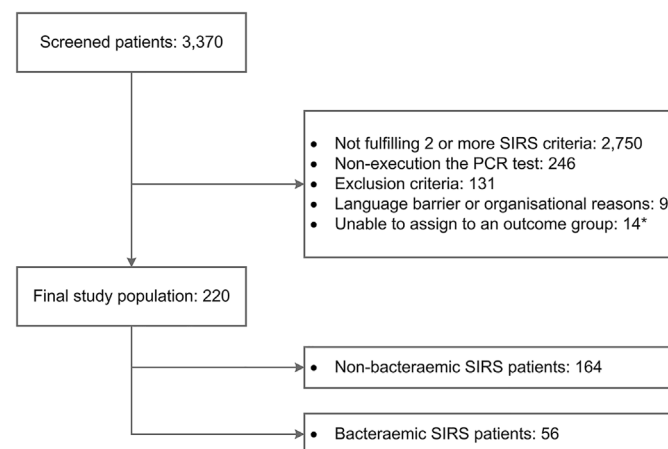 Screened patients: 3,370
• Not fulfilling 2 or more SIRS criteria: 2,750
• Non-execution the PCR test: 246
• Exclusion criteria: 131
• Language barrier or organisational reasons: 9
• Unable to assign to an outcome group: 14*
Final study population: 220
• Non-bacteraemic SIRS patients: 164
• Bacteraemic SIRS patients: 56